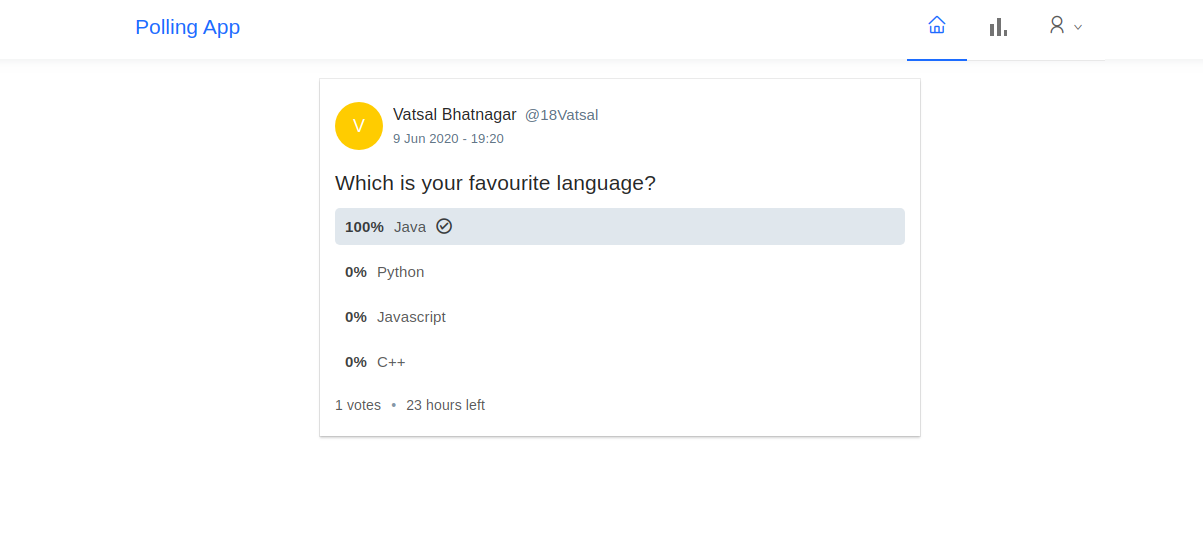 Polling App
V
Vatsal Bhatnagar @18Vatsal
9 Jun 2020 - 19:20
Which is your favourite language?
100% Java
0% Python
0% Javascript
0% C++
1 votes • 23 hours left